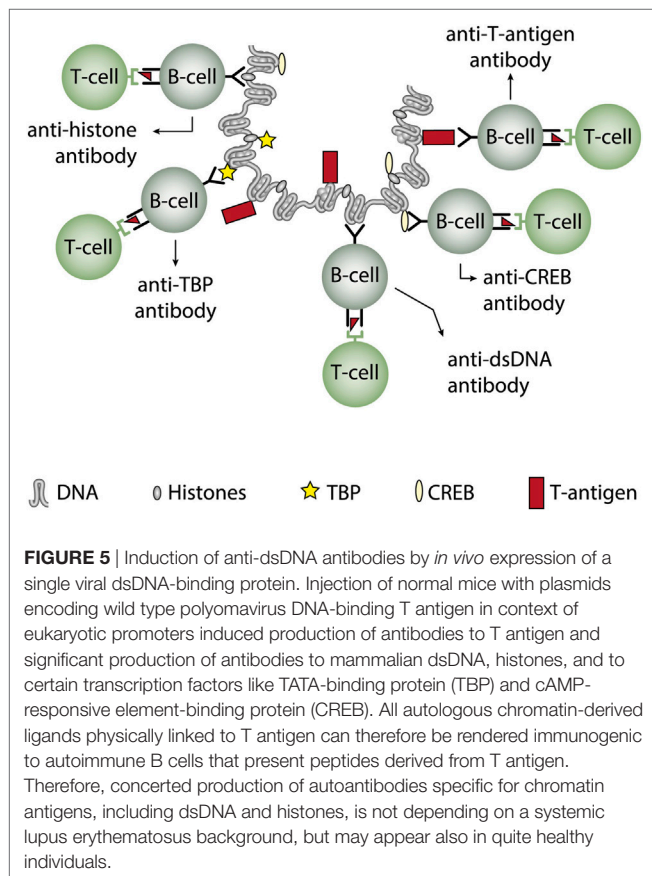 anti-T-antigen
antibody
T-cell
B-cell
B-cell
T-cell
anti-histone
antibody
B-cell
B-cell
T-cell
T-cell
B-cell
anti-CREB
antibody
anti-TBP
antibody
anti-dsDNA
antibody
T-cell
DNA
Histones
TBP
CREB
T-antigen
FIGURE 5 | Induction of anti-dsDNA antibodies by in vivo expression of a
single viral dsDNA-binding protein. Injection of normal mice with plasmids
encoding wild type polyomavirus DNA-binding T antigen in context of
eukaryotic promoters induced production of antibodies to T antigen and
significant production of antibodies to mammalian dsDNA, histones, and to
certain transcription factors like TATA-binding protein (TBP) and cAMP-
responsive element-binding protein (CREB). All autologous chromatin-derived
ligands physically linked to T antigen can therefore be rendered immunogenic
to autoimmune B cells that present peptides derived from T antigen.
Therefore, concerted production of autoantibodies specific for chromatin
antigens, including dsDNA and histones, is not depending on a systemic
lupus erythematosus background, but may appear also in quite healthy
individuals.